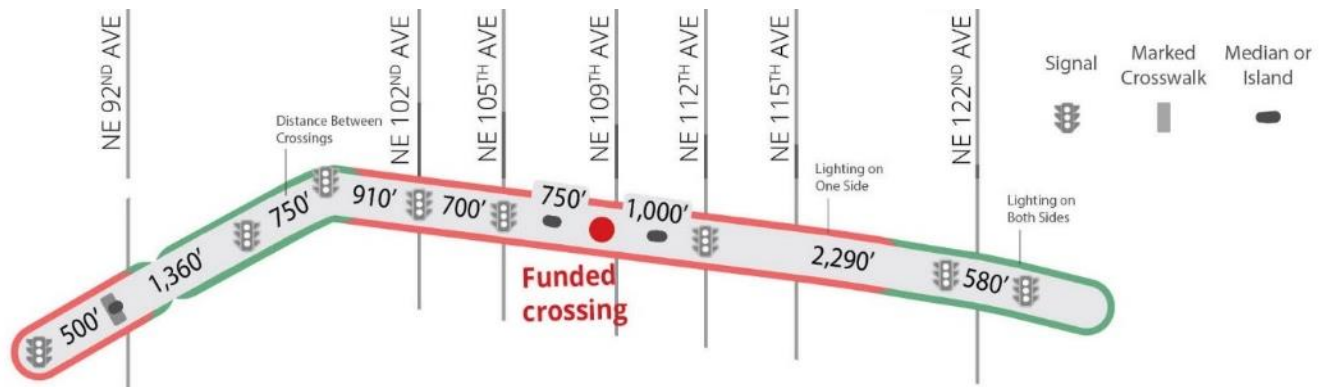 NE 92ND AVE
NE 102ND AVE
NE 105TH AVE
NE 109TH AVE
NE 112TH AVE
NE 115TH AVE
NE 122ND AVE
Signal
Marked
Crosswalk
Median or
Island
Distance Between
Crossings
Lighting on
One Side
Lighting on
Both Sides
500’
1,360’
750’
910’
700’
750’
1,000’
2,290’
580’
Funded
crossing